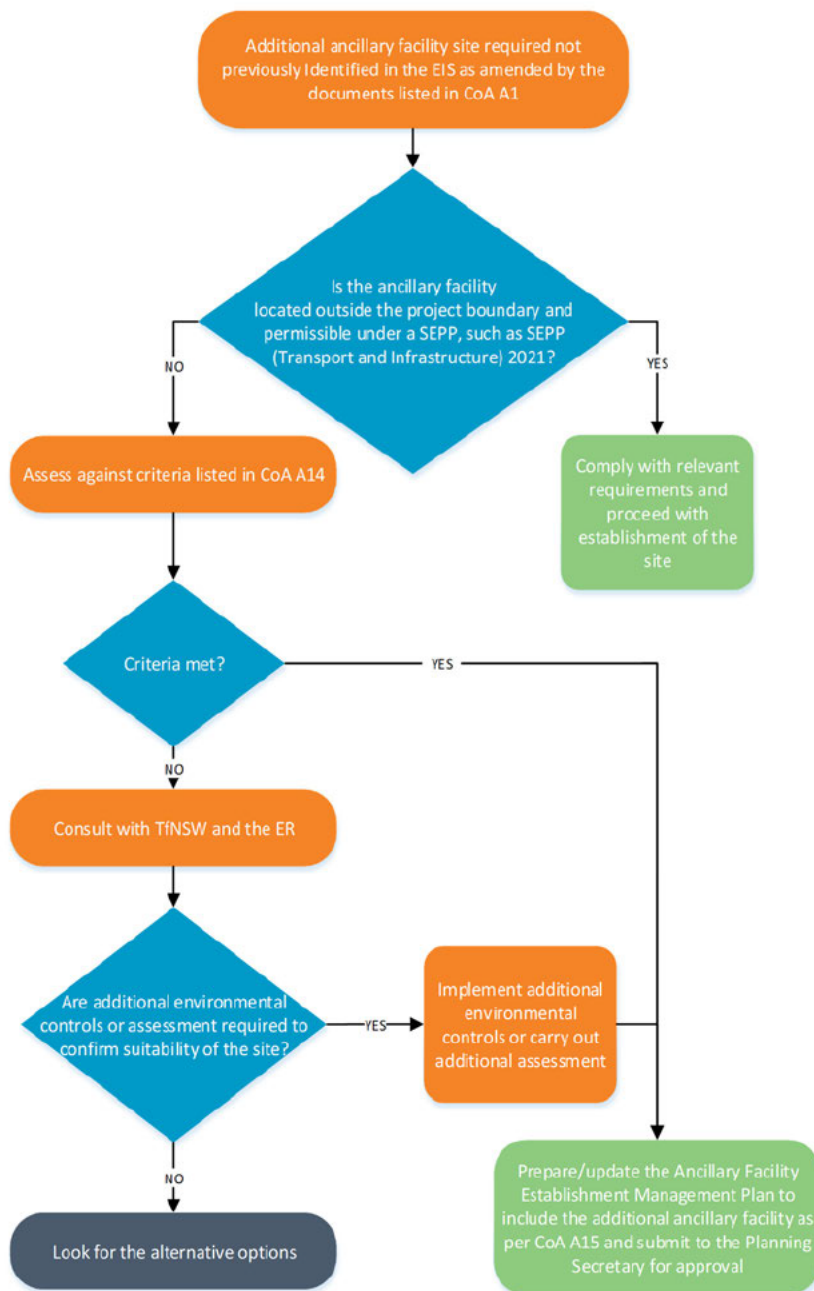 Additional ancillary facility site required not
previously Identified in the EIS as amended by the
documents listed in CoA A1
Is the ancillary facility
located outside the project boundary and
permissible under a SEPP, such as SEPP
(Transport and Infrastructure) 2021?
NO
YES
Assess against criteria listed in CoA A14
Comply with relevant
requirements and
proceed with
establishment of the
site
Criteria met?
YES
NO
Consult with TfNSW and the ER
Are additional environmental
controls or assessment required to
confirm suitability of the site?
YES
Implement additional
environmental
controls or carry out
additional assessment
NO
Look for the alternative options
Prepare/update the Ancillary Facility
Establishment Management Plan to
include the additional ancillary facility as
per CoA A15 and submit to the Planning
Secretary for approval